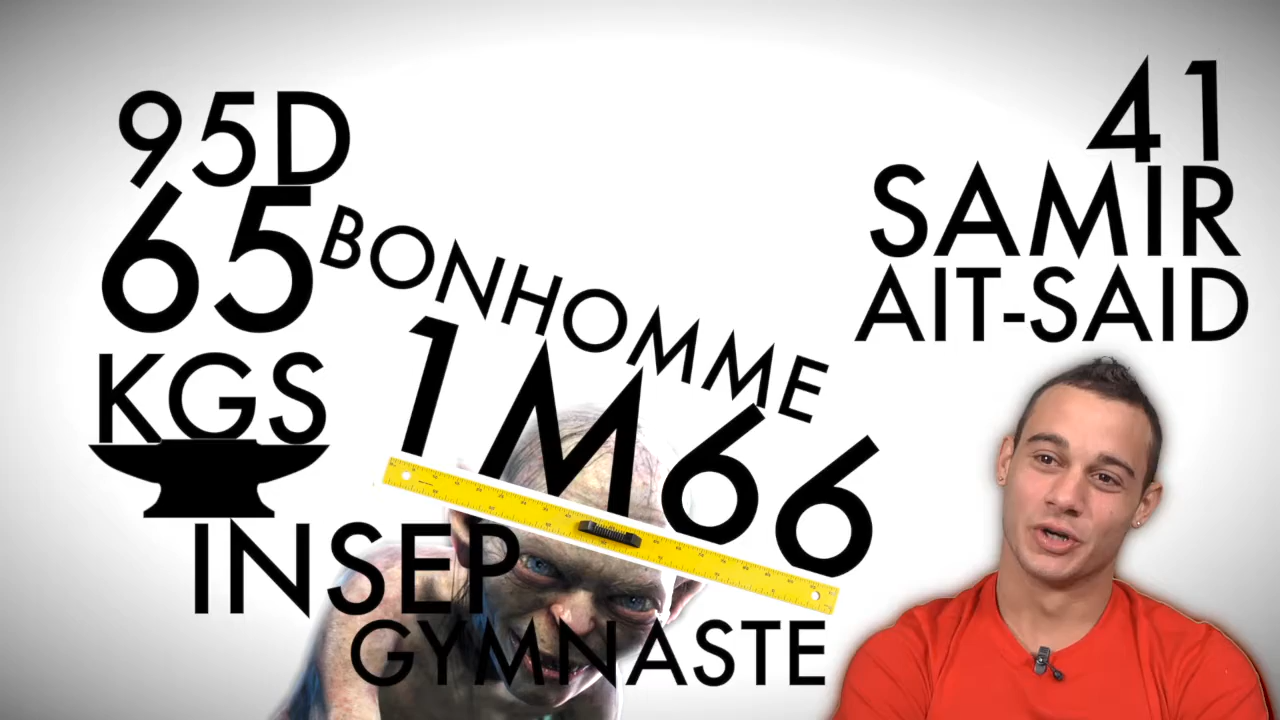 95D
65
KGS
BONHOMME
1M66
INSEP
GYMNASTE
41
SAMIR
AIT-SAID